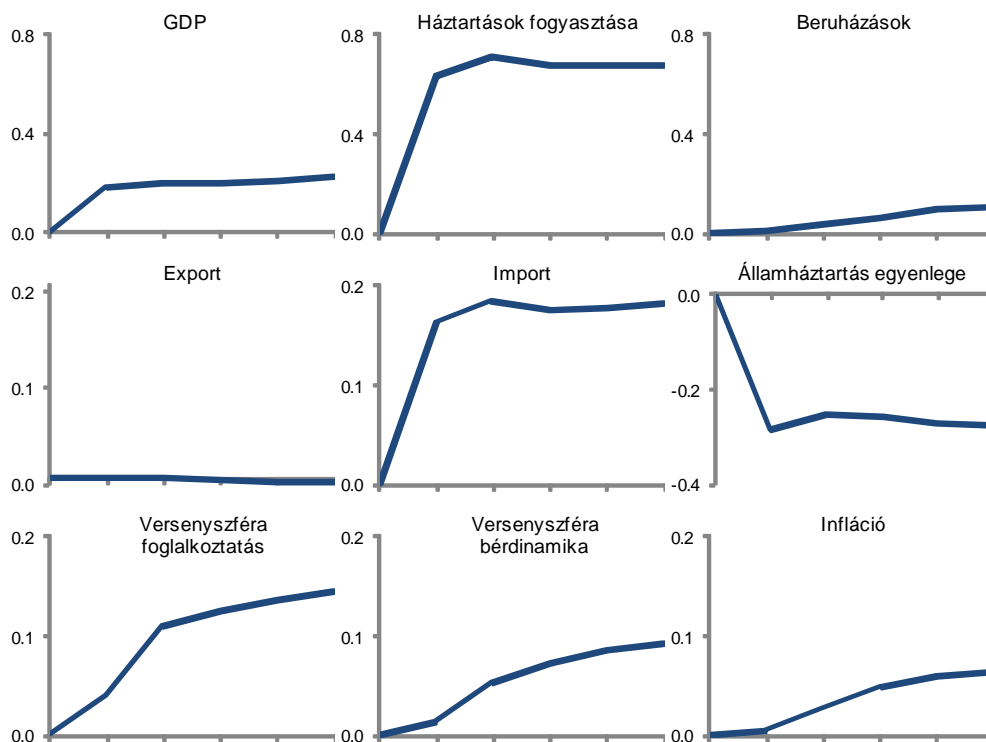 GDP
0.8
0.4
0.0
Háztartások fogyasztása
0.8
0.4
0.0
Beruházások
0.8
0.4
0.0
Export
0.2
0.1
0.0
Import
0.2
0.1
0.0
Államháztartás egyenlege
0.0
-0.2
-0.4
Versenyszféra
foglalkoztatás
0.2
0.1
0.0
Versenyszféra
bérdinamika
0.2
0.1
0.0
Infláció
0.2
0.1
0.0